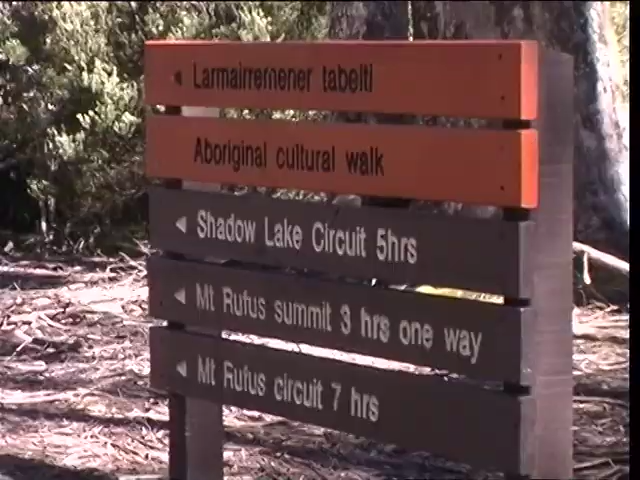 Larmairremener tabelti
Aboriginal cultural walk
Shadow Lake Circuit 5hrs
Mt Rufus summit 3 hrs one way
Mt Rufus circuit 7 hrs